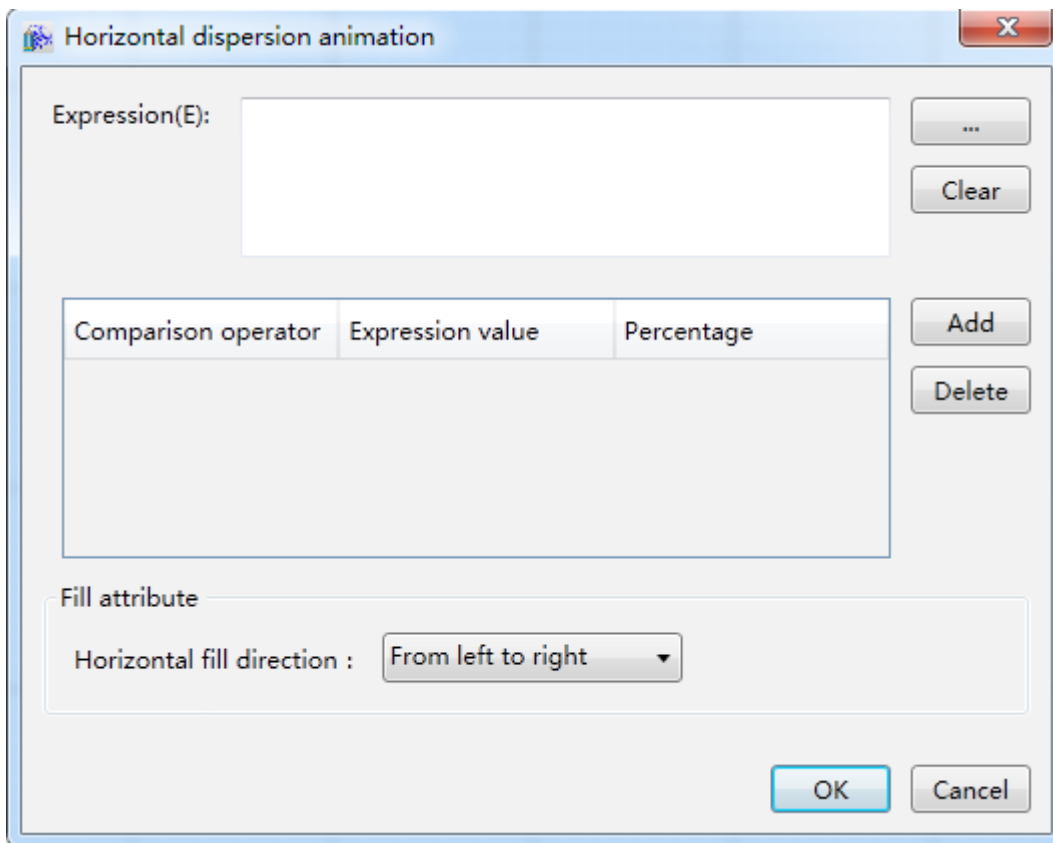 Horizontal dispersion animation
Expression(E):
...
Clear
Comparison operator Expression value Percentage
Add
Delete
Fill attribute
Horizontal fill direction : From left to right
OK Cancel